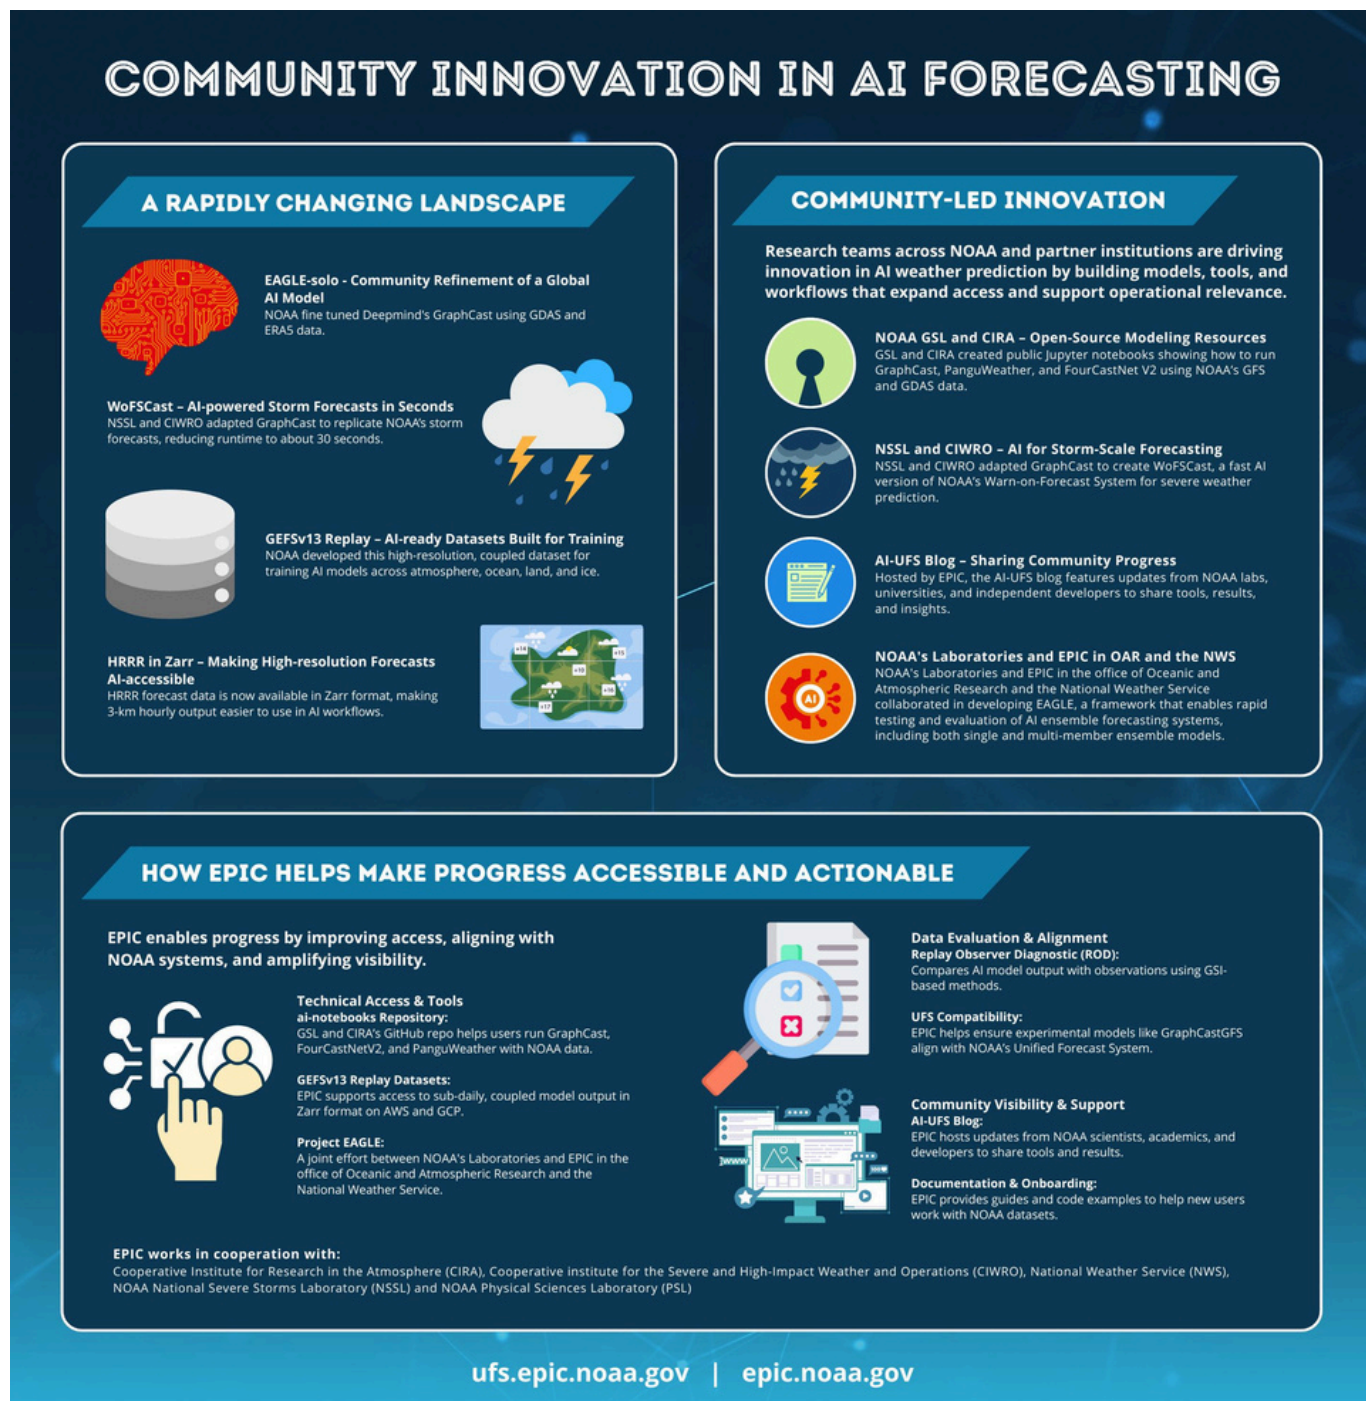 COMMUNITY INNOVATION IN AI FORECASTING
A RAPIDLY CHANGING LANDSCAPE
EAGLE-solo - Community Refinement of a Global
AI Model
NOAA fine tuned Deepmind's GraphCast using GDAS and
ERA5 data.
WoFSCast – AI-powered Storm Forecasts in Seconds
NSSL and CIWRO adapted GraphCast to replicate NOAA's storm
forecasts, reducing runtime to about 30 seconds.
GEFSv13 Replay – AI-ready Datasets Built for Training
NOAA developed this high-resolution, coupled dataset for
training AI models across atmosphere, ocean, land, and ice.
HRRR in Zarr – Making High-resolution Forecasts
AI-accessible
HRRR forecast data is now available in Zarr format, making
3-km hourly output easier to use in AI workflows.
+14
+15
+10
+16
+17
COMMUNITY-LED INNOVATION
Research teams across NOAA and partner institutions are driving
innovation in AI weather prediction by building models, tools, and
workflows that expand access and support operational relevance.
NOAA GSL and CIRA – Open-Source Modeling Resources
GSL and CIRA created public Jupyter notebooks showing how to run
GraphCast, PanguWeather, and FourCastNet V2 using NOAA's GFS
and GDAS data.
NSSL and CIWRO – AI for Storm-Scale Forecasting
NSSL and CIWRO adapted GraphCast to create WoFSCast, a fast AI
version of NOAA's Warn-on-Forecast System for severe weather
prediction.
AI-UFS Blog – Sharing Community Progress
Hosted by EPIC, the AI-UFS blog features updates from NOAA labs,
universities, and independent developers to share tools, results,
and insights.
NOAA's Laboratories and EPIC in OAR and the NWS
NOAA's Laboratories and EPIC in the office of Oceanic and
Atmospheric Research and the National Weather Service
collaborated in developing EAGLE, a framework that enables rapid
testing and evaluation of AI ensemble forecasting systems,
including both single and multi-member ensemble models.
AI
HOW EPIC HELPS MAKE PROGRESS ACCESSIBLE AND ACTIONABLE
EPIC enables progress by improving access, aligning with
NOAA systems, and amplifying visibility.
Technical Access & Tools
ai-notebooks Repository:
GSL and CIRA's GitHub repo helps users run GraphCast,
FourCastNetV2, and PanguWeather with NOAA data.
GEFSv13 Replay Datasets:
EPIC supports access to sub-daily, coupled model output in
Zarr format on AWS and GCP.
Project EAGLE:
A joint effort between NOAA's Laboratories and EPIC in the
office of Oceanic and Atmospheric Research and the
National Weather Service.
Data Evaluation & Alignment
Replay Observer Diagnostic (ROD):
Compares AI model output with observations using GSI-
based methods.
UFS Compatibility:
EPIC helps ensure experimental models like GraphCastGFS
align with NOAA's Unified Forecast System.
www
Community Visibility & Support
AI-UFS Blog:
EPIC hosts updates from NOAA scientists, academics, and
developers to share tools and results.
Documentation & Onboarding:
EPIC provides guides and code examples to help new users
work with NOAA datasets.
EPIC works in cooperation with:
Cooperative Institute for Research in the Atmosphere (CIRA), Cooperative institute for the Severe and High-Impact Weather and Operations (CIWRO), National Weather Service (NWS),
NOAA National Severe Storms Laboratory (NSSL) and NOAA Physical Sciences Laboratory (PSL)
ufs.epic.noaa.gov | epic.noaa.gov